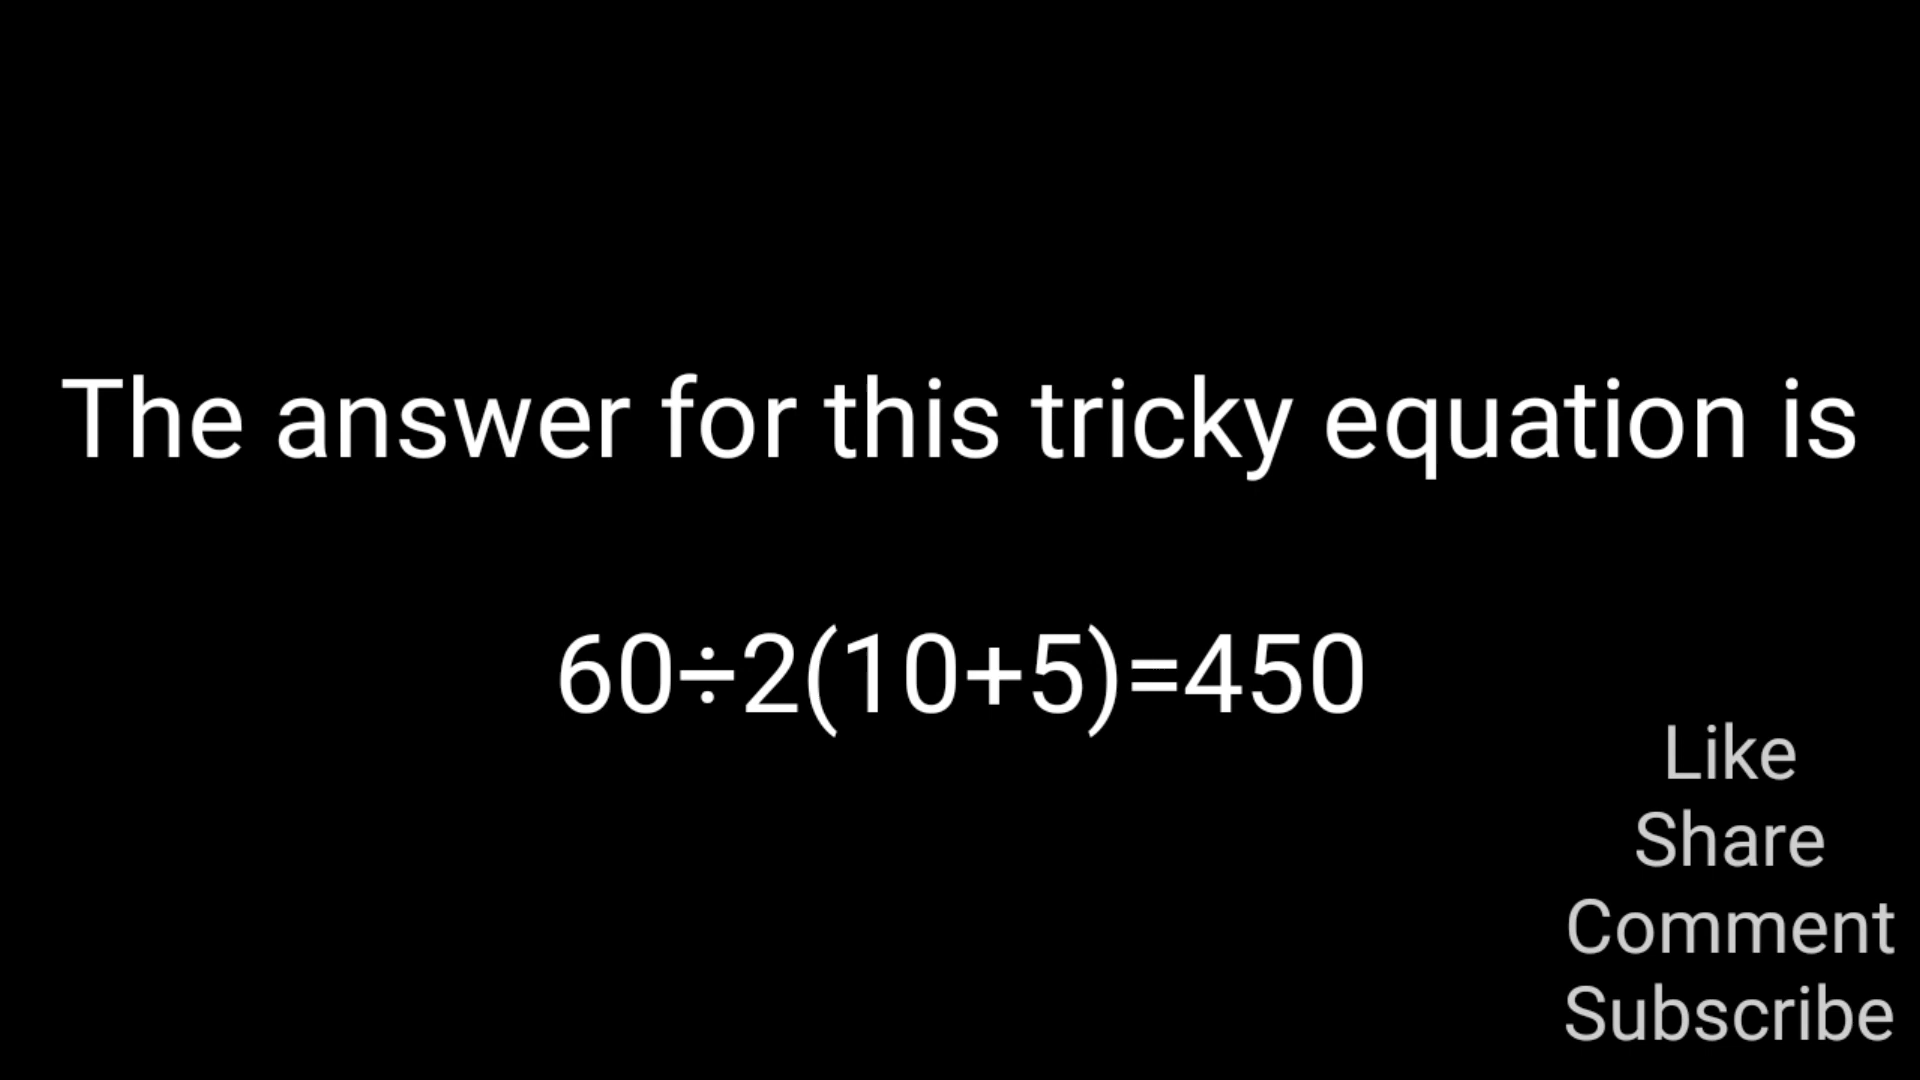 The answer for this tricky equation is
60÷2(10+5)=450
Like
Share
Comment
Subscribe